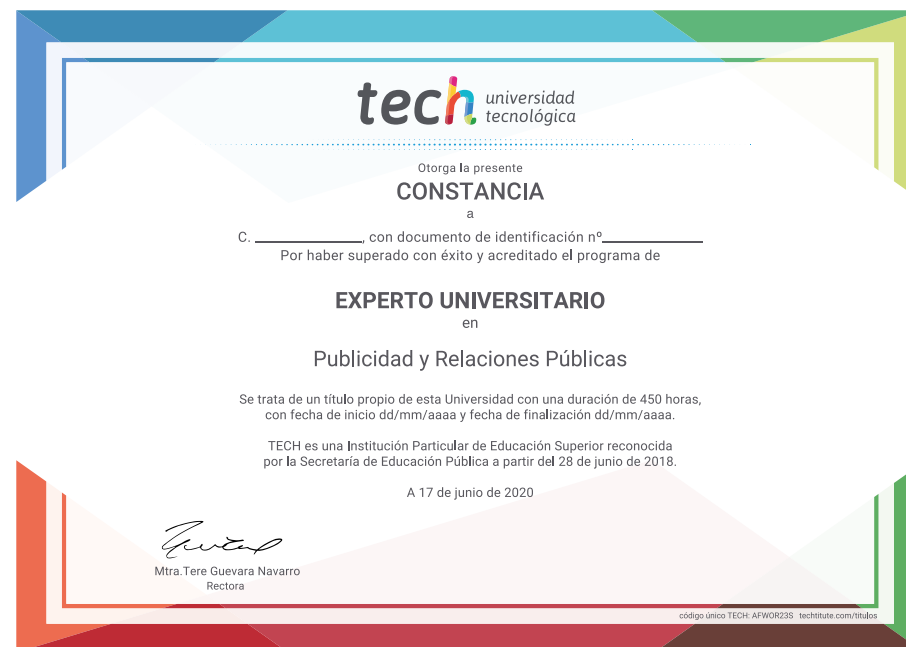 tech universidad
tecnológica
Otorga la presente
CONSTANCIA
a
C. ______________, con documento de identificación nº_____________
Por haber superado con éxito y acreditado el programa de
EXPERTO UNIVERSITARIO
en
Publicidad y Relaciones Públicas
Se trata de un título propio de esta Universidad con una duración de 450 horas,
con fecha de inicio dd/mm/aaaa y fecha de finalización dd/mm/aaaa.
TECH es una Institución Particular de Educación Superior reconocida
por la Secretaría de Educación Pública a partir del 28 de junio de 2018.
A 17 de junio de 2020
Mtra.Tere Guevara Navarro
Rectora
código único TECH: AFWOR23S techtitute.com/titulos